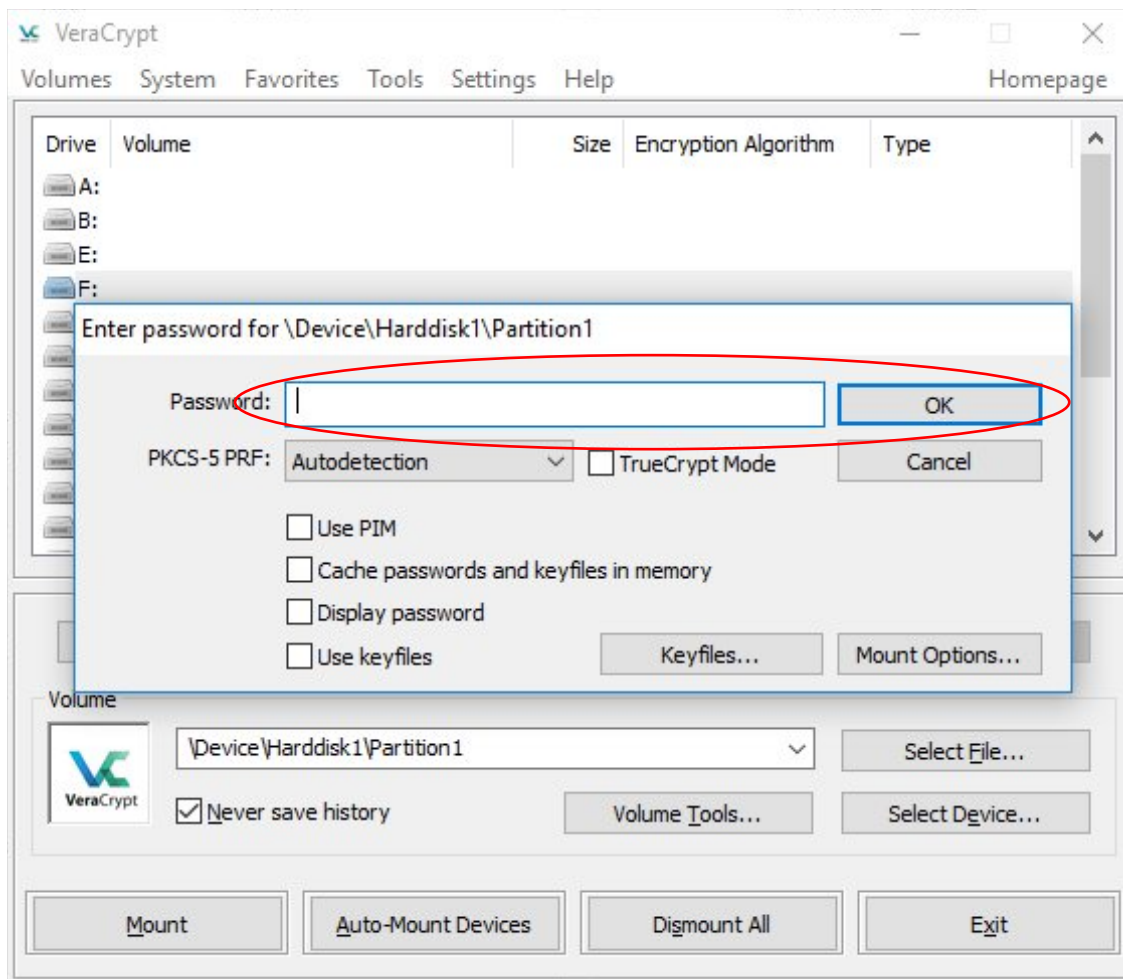 VeraCrypt
Volumes System Favorites Tools Settings Help Homepage
Drive Volume Size Encryption Algorithm Type
A:
B:
E:
F:
Enter password for \Device\Harddisk1\Partition1
Password: OK
PKCS-5 PRF: Autodetection TrueCrypt Mode Cancel
Use PIM
Cache passwords and keyfiles in memory
Display password
Use keyfiles Keyfiles... Mount Options...
Volume
\Device\Harddisk1\Partition1 Select File...
VeraCrypt Never save history Volume Tools... Select Device...
Mount Auto-Mount Devices Dismount All Exit